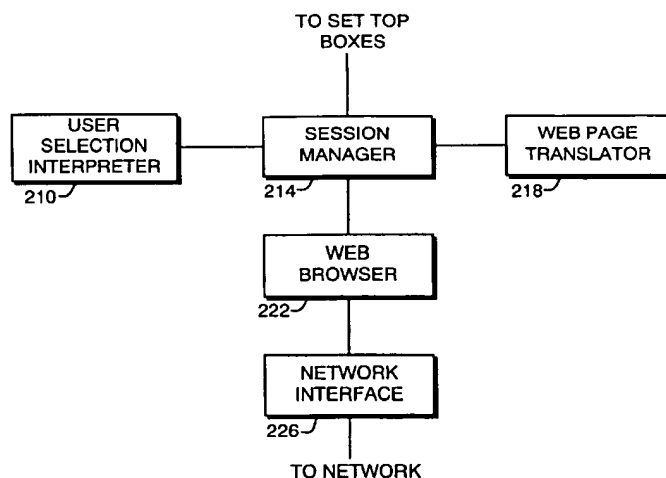 TO SET TOP
BOXES
USER
SELECTION
INTERPRETER
210
SESSION
MANAGER
214
WEB PAGE
TRANSLATOR
218
WEB
BROWSER
222
NETWORK
INTERFACE
226
TO NETWORK